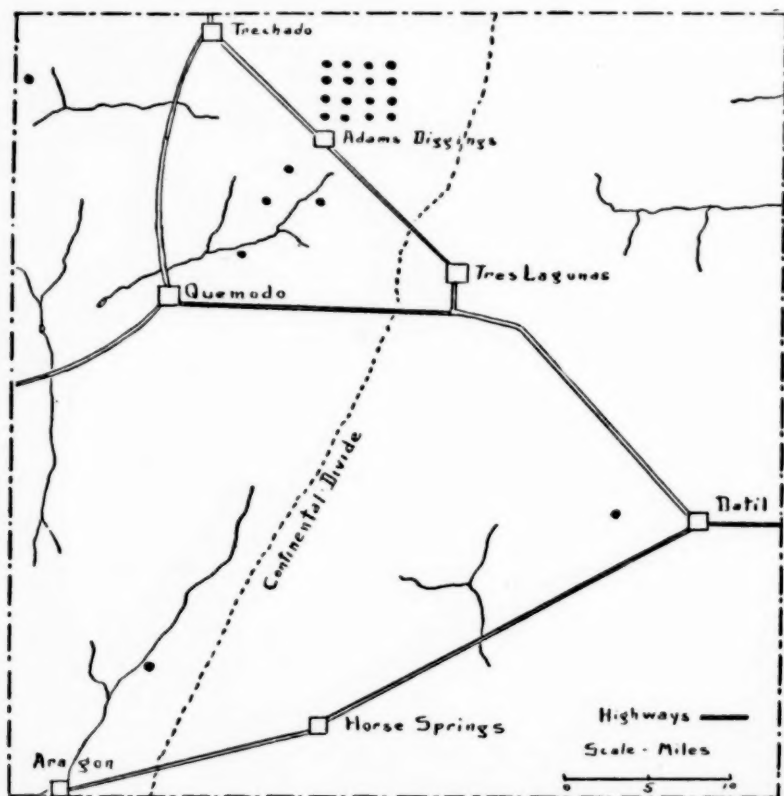 Trechado
Adams Diggings
Tres Lagunas
Quemodo
Continental Divide
Datil
Horse Springs
Highways
Scale - Miles
Aragon
0 5 10